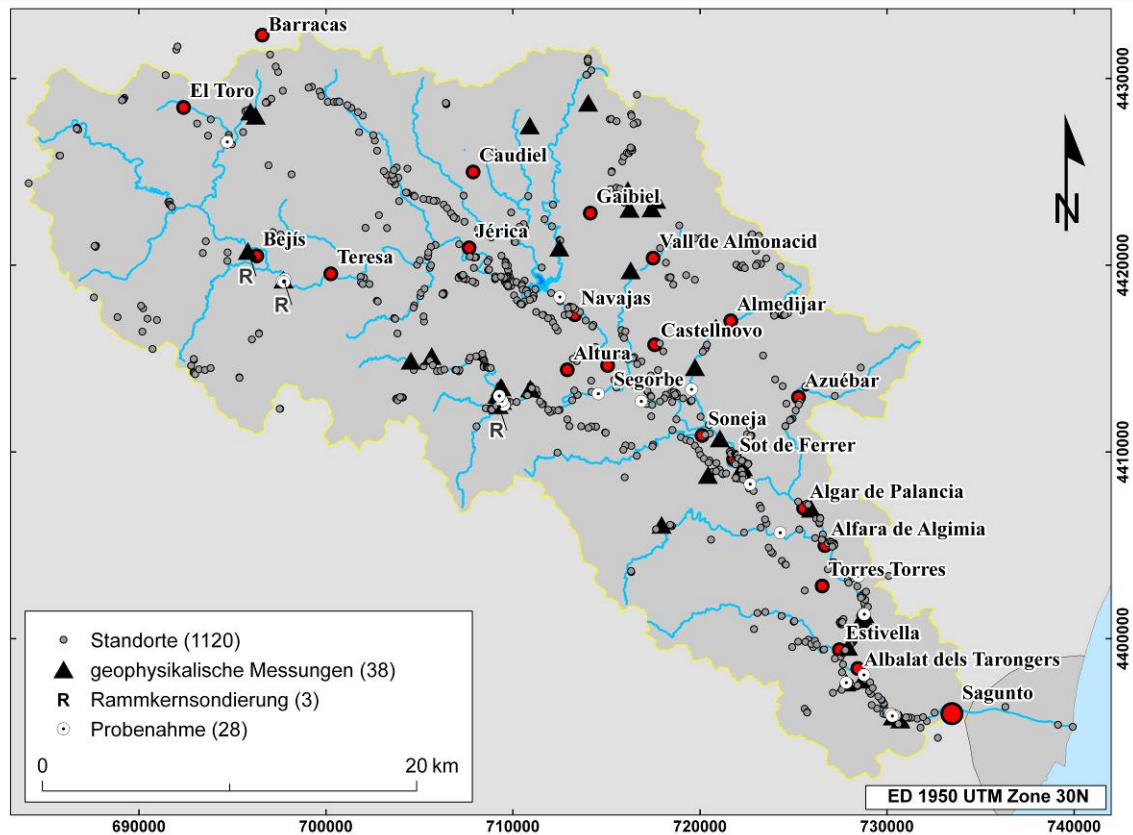 Barracas
El Toro
Caudiel
Gaibiel
Jérica
Bejís
Teresa
Vall de Almonacid
R
R
Navajas
Almedijar
Castellnovo
Altura
Segorbe
Azuébar
R
Soneja
Sot de Ferrer
Algar de Palancia
Alfara de Algimia
Torres Torres
Estivella
Albalat dels Tarongers
Sagunto
N
4430000
4420000
4410000
4400000
Standorte (1120)
geophysikalische Messungen (38)
R Rammkernsondierung (3)
Probenahme (28)
0 20 km
ED 1950 UTM Zone 30N
690000 700000 710000 720000 730000 740000